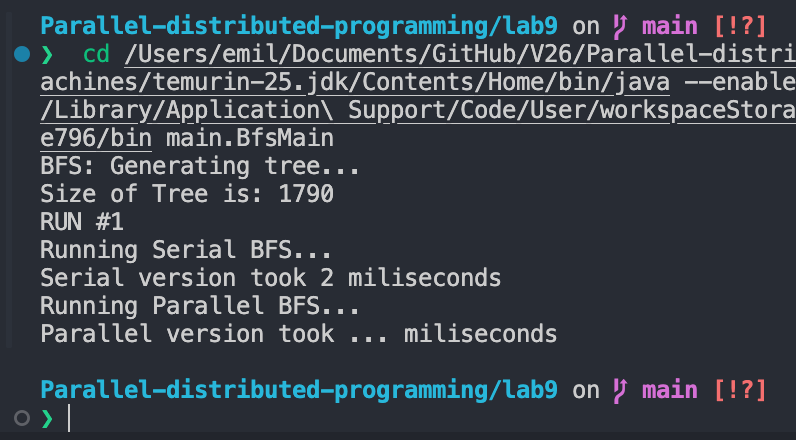 Parallel-distributed-programming/lab9 on main [!?]
❯ cd /Users/emil/Documents/GitHub/V26/Parallel-distri
achines/temurin-25.jdk/Contents/Home/bin/java --enable
/Library/Application\ Support/Code/User/workspaceStora
e796/bin main.BfsMain
BFS: Generating tree...
Size of Tree is: 1790
RUN #1
Running Serial BFS...
Serial version took 2 miliseconds
Running Parallel BFS...
Parallel version took ... miliseconds
Parallel-distributed-programming/lab9 on main [!?]
❯